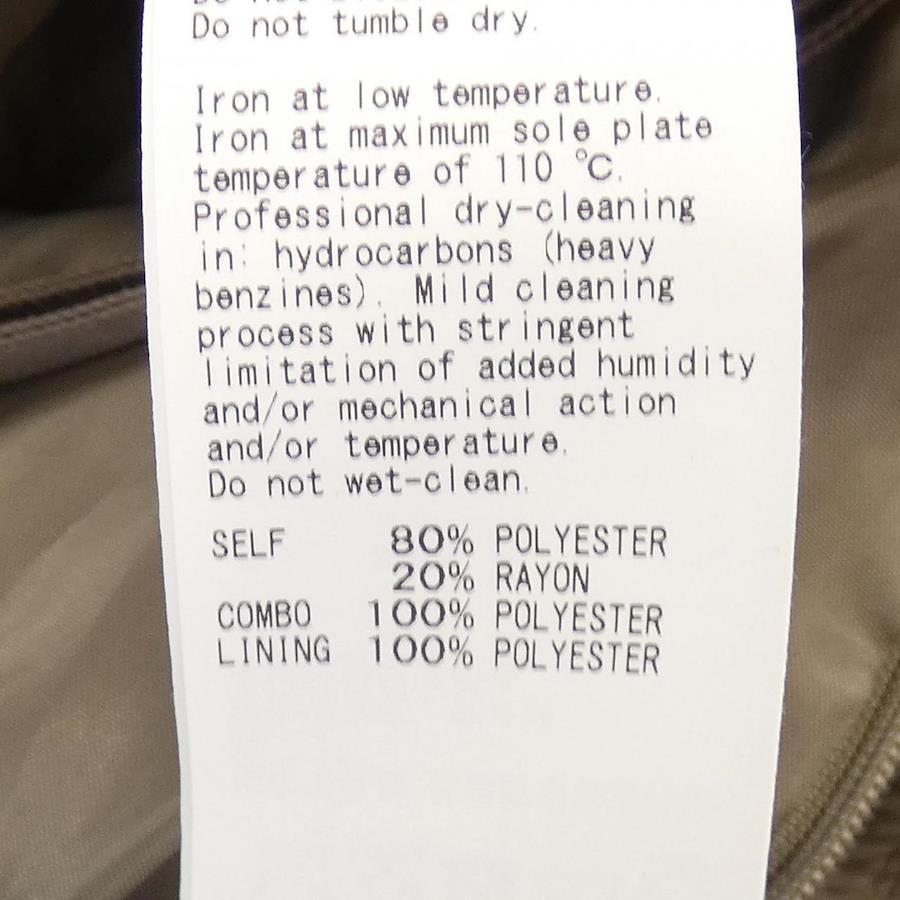 Do not tumble dry.
Iron at low temperature.
Iron at maximum sole plate
temperature of 110 °C.
Professional dry-cleaning
in: hydrocarbons (heavy
benzines). Mild cleaning
process with stringent
limitation of added humidity
and/or mechanical action
and/or temperature.
Do not wet-clean.
SELF 80% POLYESTER
20% RAYON
COMBO 100% POLYESTER
LINING 100% POLYESTER